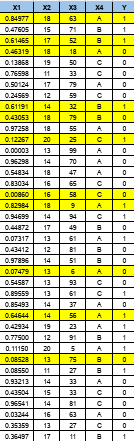 X1 X2 X3 X4 Y
0.84977 18 63 A 1
0.47605 15 71 B 1
0.61465 17 52 B 1
0.46319 18 18 A 0
0.13868 19 50 C 0
0.76598 11 33 C 0
0.50124 17 79 A 0
0.24569 12 59 C 0
0.61191 14 32 B 1
0.43053 18 79 B 0
0.97258 18 55 A 0
0.12267 20 25 C 1
0.00003 13 99 A 0
0.96298 14 70 A 0
0.54834 18 47 A 0
0.83034 16 65 C 0
0.00860 16 58 C 0
0.82984 18 9 A 1
0.94699 14 94 C 1
0.44872 17 49 B 0
0.07317 13 61 A 1
0.43412 12 81 B 1
0.97896 14 51 B 0
0.07479 13 6 A 0
0.54587 13 93 C 0
0.89559 13 61 C 1
0.85493 14 37 A 0
0.64644 14 56 A 1
0.42934 19 23 A 1
0.77500 12 91 B 1
0.11150 20 5 A 1
0.08528 13 75 B 0
0.08550 11 27 B 1
0.93213 14 33 A 0
0.45504 15 33 C 0
0.96541 14 81 C 0
0.03244 16 63 A 0
0.35359 13 27 C 0
0.36497 17 11 B 0